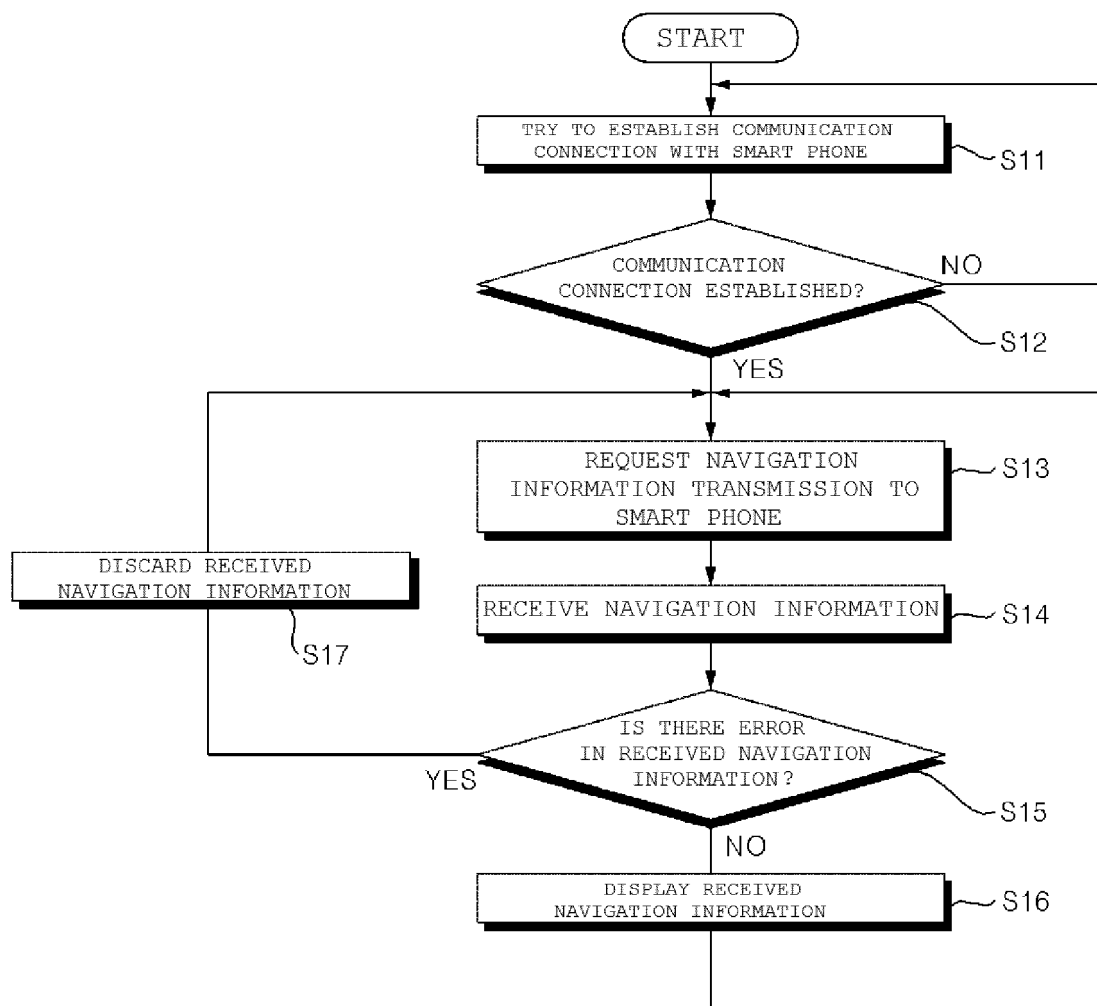 START
TRY TO ESTABLISH COMMUNICATION
CONNECTION WITH SMART PHONE
S11
COMMUNICATION
CONNECTION ESTABLISHED?
NO
S12
YES
REQUEST NAVIGATION
INFORMATION TRANSMISSION TO
SMART PHONE
S13
DISCARD RECEIVED
NAVIGATION INFORMATION
S17
RECEIVE NAVIGATION INFORMATION
S14
IS THERE ERROR
IN RECEIVED NAVIGATION
INFORMATION?
YES
S15
NO
DISPLAY RECEIVED
NAVIGATION INFORMATION
S16